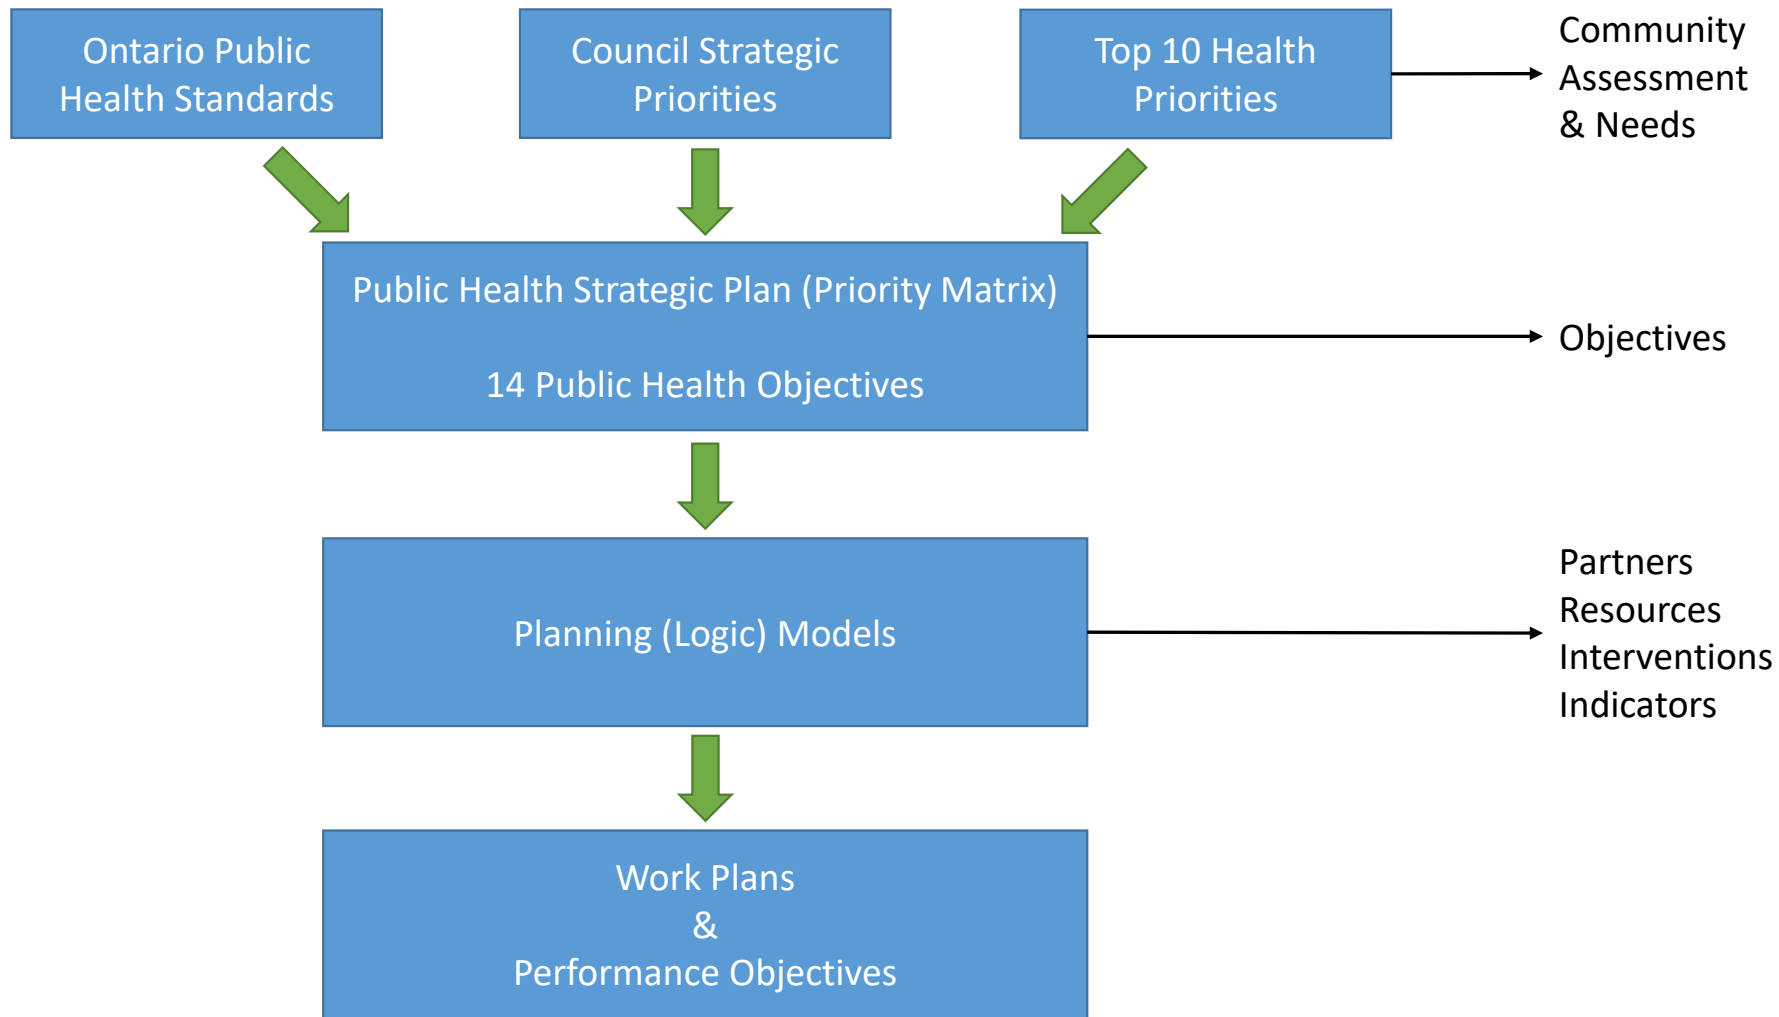 Ontario Public
Health Standards
Council Strategic
Priorities
Top 10 Health
Priorities
Community
Assessment
& Needs
Public Health Strategic Plan (Priority Matrix)
14 Public Health Objectives
Objectives
Planning (Logic) Models
Partners
Resources
Interventions
Indicators
Work Plans
&
Performance Objectives